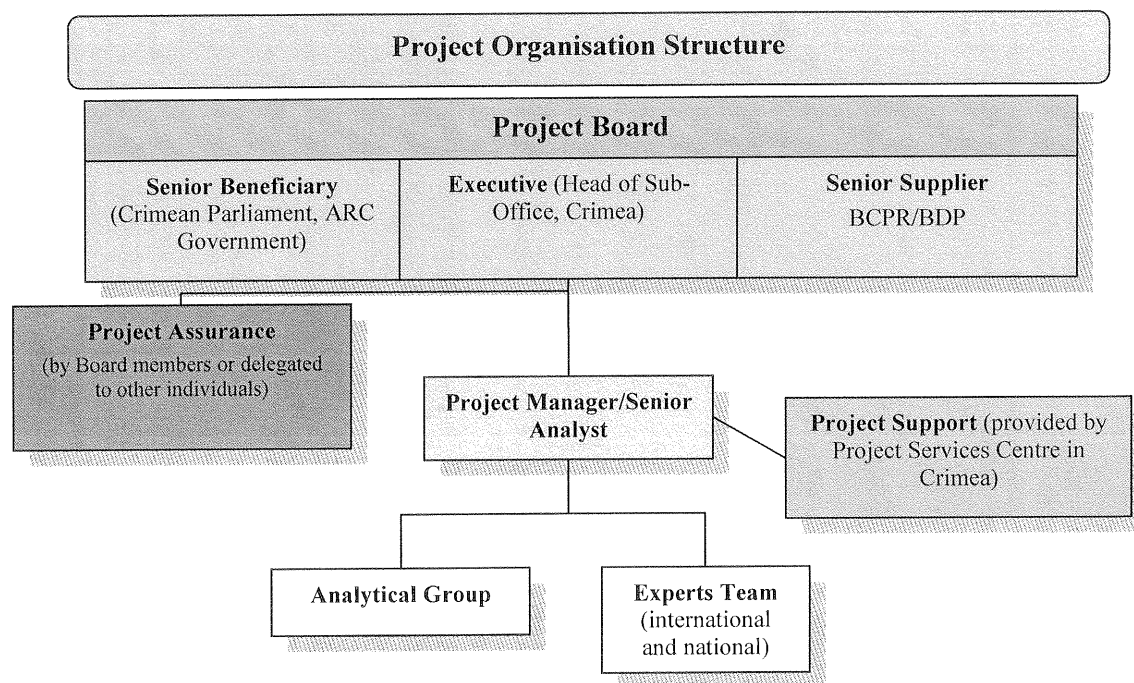 Project Organisation Structure
Project Board
Senior Beneficiary
(Crimean Parliament, ARC
Government)
Executive (Head of Sub-
Office, Crimea)
Senior Supplier
BCPR/BDP
Project Assurance
(by Board members or delegated
to other individuals)
Project Manager/Senior
Analyst
Project Support (provided by
Project Services Centre in
Crimea)
Analytical Group
Experts Team
(international
and national)